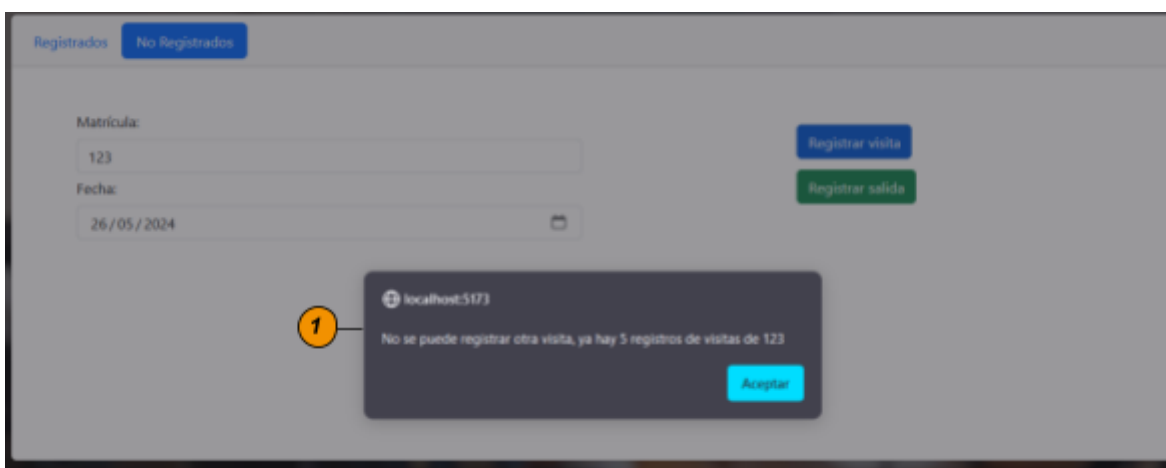 Registrados No Registrados
Matrícula:
Registrar visita
123
Fecha:
Registrar salida
26/05/2024
localhost:5173
1
No se puede registrar otra visita, ya hay 5 registros de visitas de 123
Aceptar